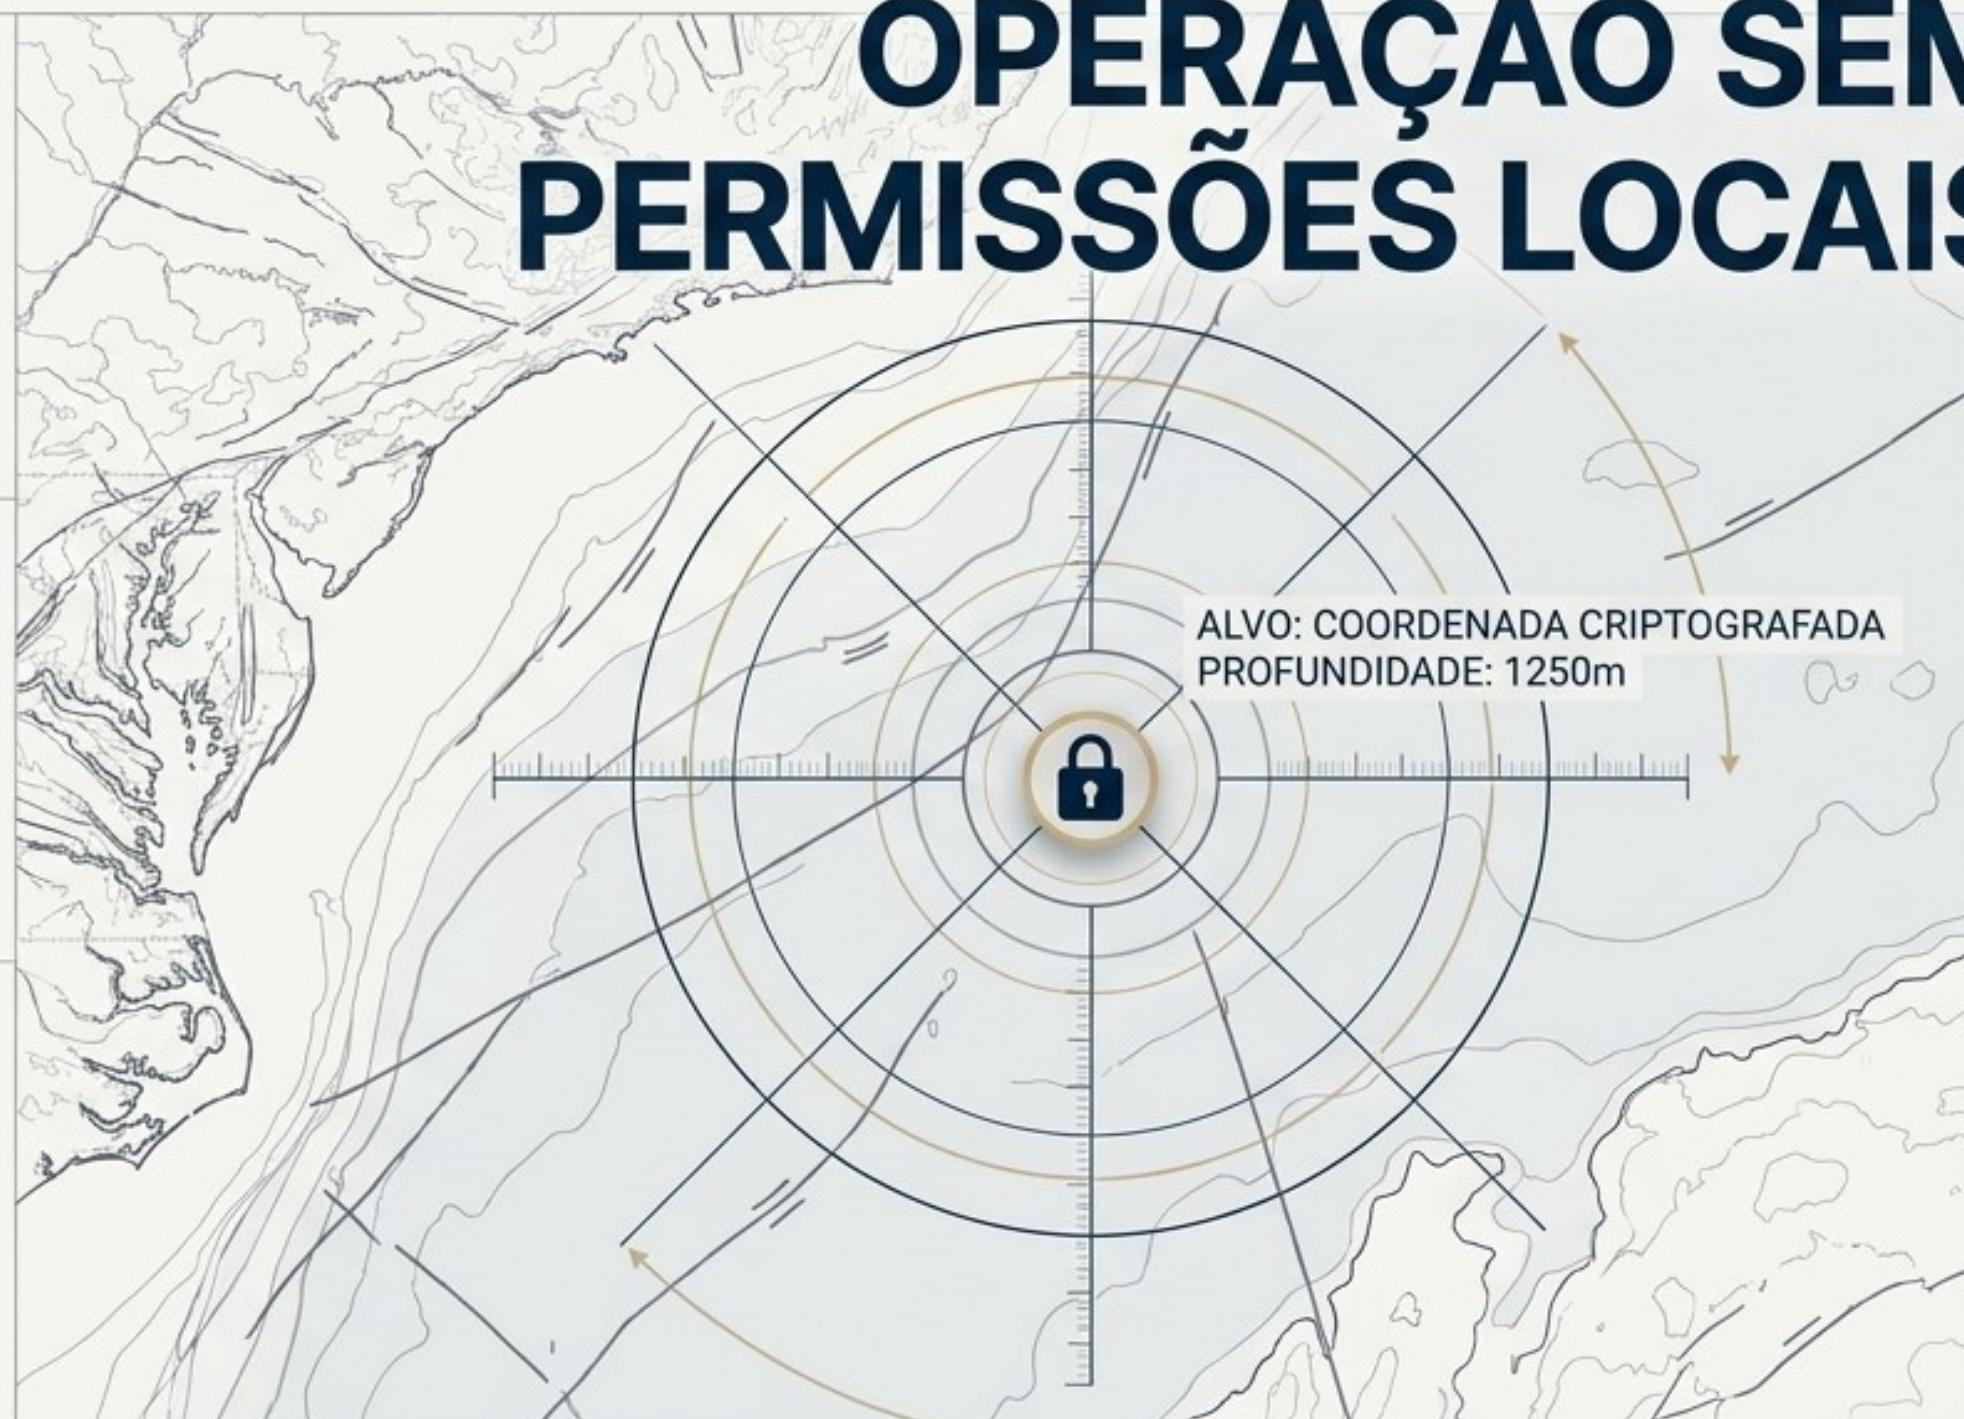 OPERAÇÃO SEM
PERMISSÕES LOCAIS
ALVO: COORDENADA CRIPTOGRAFADA
PROFUNDIDADE: 1250m